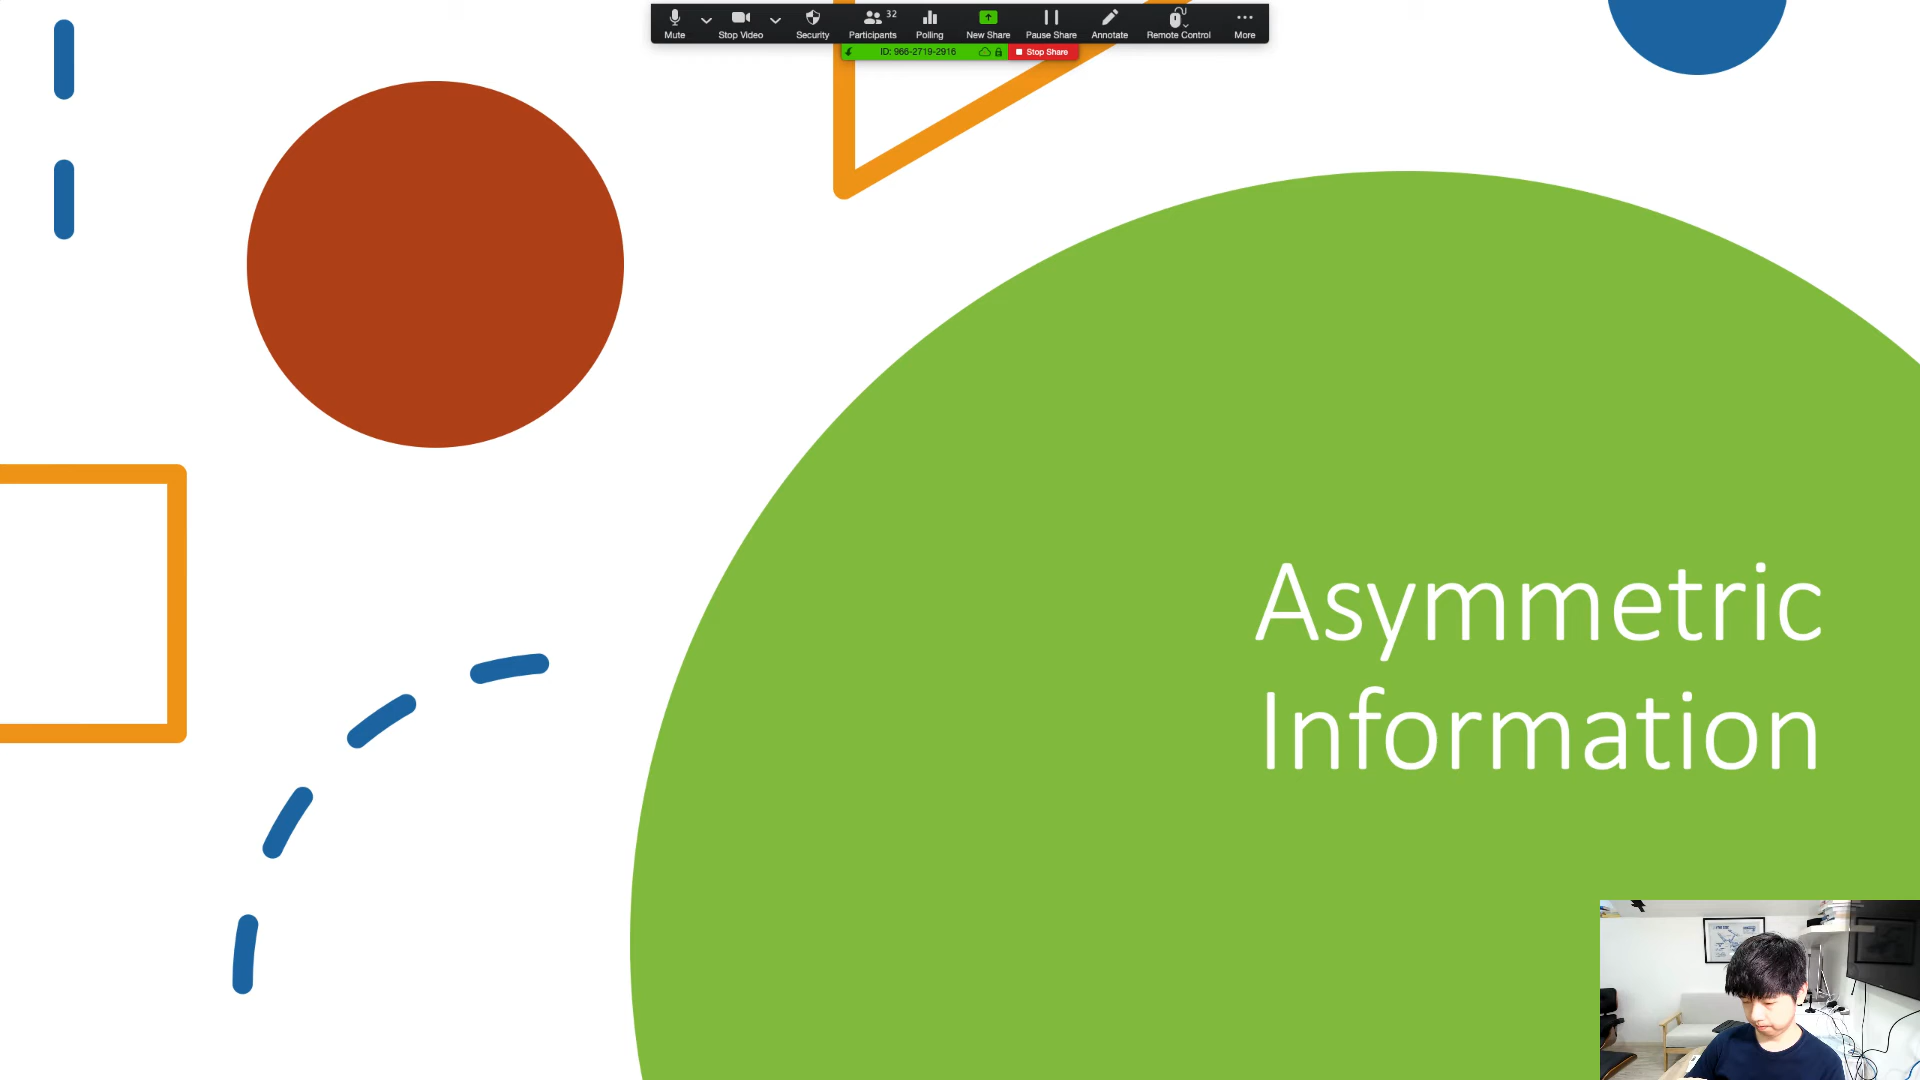 Mute
Stop Video
Security
Participants
32
Polling
New Share
Pause Share
Annotate
Remote Control
More
ID: 966-2719-2916
Stop Share
Asymmetric
Information